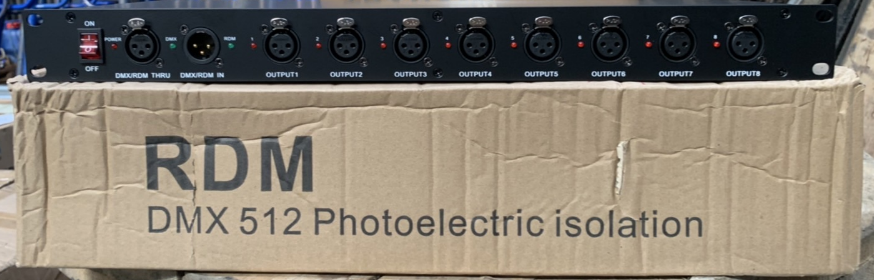 ON
POWER DMX RDM 1 2 3 4 5 6 7 8
OFF
DMX/RDM THRU DMX/RDM IN OUTPUT1 OUTPUT2 OUTPUT3 OUTPUT4 OUTPUT5 OUTPUT6 OUTPUT7 OUTPUT8
RDM
DMX 512 Photoelectric isolation